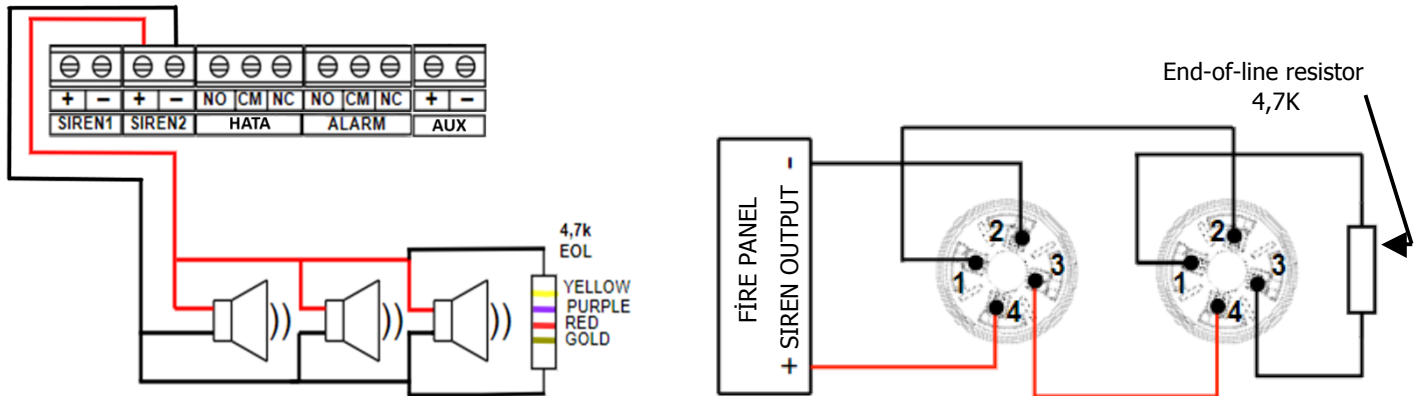 + − + − NO CM NC NO CM NC + −
SIREN1 SIREN2 HATA ALARM AUX
4,7k
EOL
YELLOW
PURPLE
RED
GOLD
End-of-line resistor
4,7K
FİRE PANEL
SIREN OUTPUT
-
+
2
1
3
4
2
1
3
4